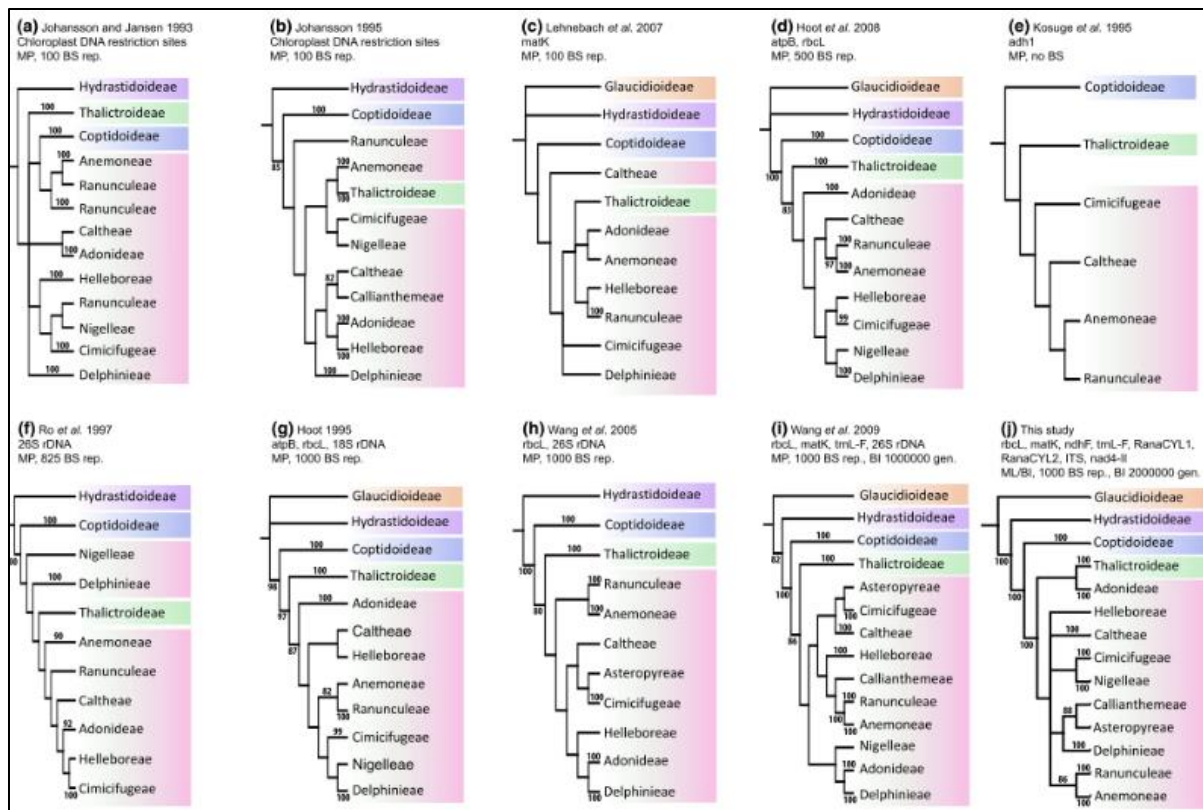 (a) Johansson and Jansen 1993
Chloroplast DNA restriction sites
MP, 100 BS rep.
Hydrastidoideae
100
Thalictroideae
100
Coptidoideae
100
Anemoneae
Ranunculeae
100
Ranunculeae
Caltheae
100
Adonideae
100
Helleboreae
Ranunculeae
Nigelleae
100
Cimicifugeae
100
Delphinieae
(b) Johansson 1995
Chloroplast DNA restriction sites
MP, 100 BS rep.
Hydrastidoideae
100
Coptidoideae
85
Ranunculeae
100
Anemoneae
Thalictroideae
100
Cimicifugeae
Nigelleae
82
Caltheae
Callianthemeae
100
Adonideae
Helleboreae
100
100
Delphinieae
(c) Lehnebach et al. 2007
matK
MP, 100 BS rep.
Glaucidioideae
Hydrastidoideae
Coptidoideae
Caltheae
Thalictroideae
Adonideae
Anemoneae
Helleboreae
Ranunculeae
100
Cimicifugeae
Delphinieae
(d) Hoot et al. 2008
atpB, rbcL
MP, 500 BS rep.
Glaucidioideae
Hydrastidoideae
100
Coptidoideae
100
100
Thalictroideae
83
100
Adonideae
Caltheae
100
Ranunculeae
97
100
Anemoneae
Helleboreae
99
Cimicifugeae
Nigelleae
Delphinieae
100
(e) Kosuge et al. 1995
adh1
MP, no BS
Coptidoideae
Thalictroideae
Cimicifugeae
Caltheae
Anemoneae
Ranunculeae
(f) Ro et al. 1997
26S rDNA
MP, 825 BS rep.
Hydrastidoideae
100
Coptidoideae
Nigelleae
100
Delphinieae
Thalictroideae
90
Anemoneae
Ranunculeae
Caltheae
92
Adonideae
Helleboreae
Cimicifugeae
100
(g) Hoot 1995
atpB, rbcL, 18S rDNA
MP, 1000 BS rep.
Glaucidioideae
Hydrastidoideae
100
Coptidoideae
98
100
Thalictroideae
97
100
Adonideae
87
Caltheae
Helleboreae
Anemoneae
82
Ranunculeae
100
99
Cimicifugeae
Nigelleae
Delphinieae
100
(h) Wang et al. 2005
rbcL, 26S rDNA
MP, 1000 BS rep.
Hydrastidoideae
100
Coptidoideae
100
100
Thalictroideae
80
100
Ranunculeae
Anemoneae
100
Caltheae
Asteropyreae
Cimicifugeae
100
Helleboreae
100
Adonideae
Delphinieae
100
(i) Wang et al. 2009
rbcL, matK, trnL-F, 26S rDNA
MP, 1000 BS rep., BI 1000000 gen.
Glaucidioideae
Hydrastidoideae
82
100
Coptidoideae
100
100
Thalictroideae
86
Asteropyreae
100
Cimicifugeae
100
Caltheae
100
Helleboreae
Callianthemeae
100
Ranunculeae
100
Anemoneae
Nigelleae
100
Adonideae
Delphinieae
100
(j) This study
rbcL, matK, ndhF, trnL-F, RanaCYL1,
RanaCYL2, ITS, nad4-II
ML/BI, 1000 BS rep., BI 2000000 gen.
Glaucidioideae
Hydrastidoideae
100
100
Coptidoideae
100
100
Thalictroideae
Adonideae
100
Helleboreae
100
Caltheae
100
Cimicifugeae
Nigelleae
100
Callianthemeae
88
Asteropyreae
100
Delphinieae
100
Ranunculeae
86
Anemoneae
100